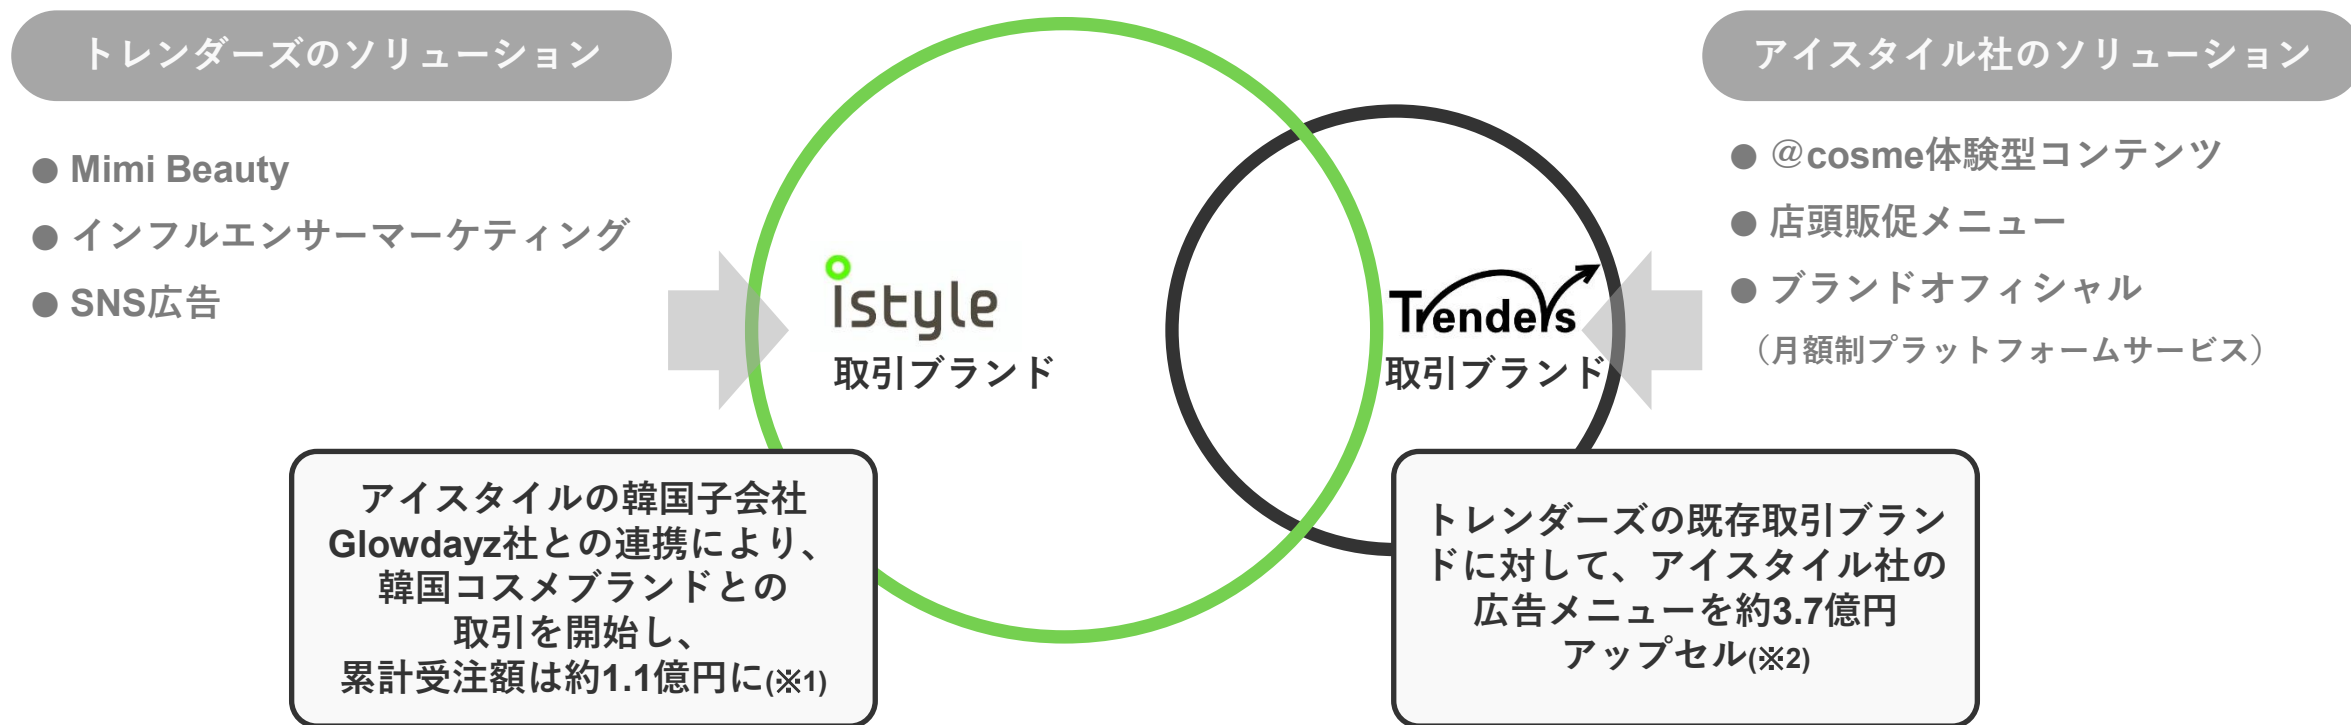 トレンダーズのソリューション
● Mimi Beauty
● インフルエンサーマーケティング
● SNS広告
istyle
取引ブランド
Trenders
取引ブランド
アイスタイル社のソリューション
● @cosme体験型コンテンツ
● 店頭販促メニュー
● ブランドオフィシャル
（月額制プラットフォームサービス）
アイスタイルの韓国子会社
Glowdayz社との連携により、
韓国コスメブランドとの
取引を開始し、
累計受注額は約1.1億円に(※1)
トレンダーズの既存取引ブラン
ドに対して、アイスタイル社の
広告メニューを約3.7億円
アップセル(※2)